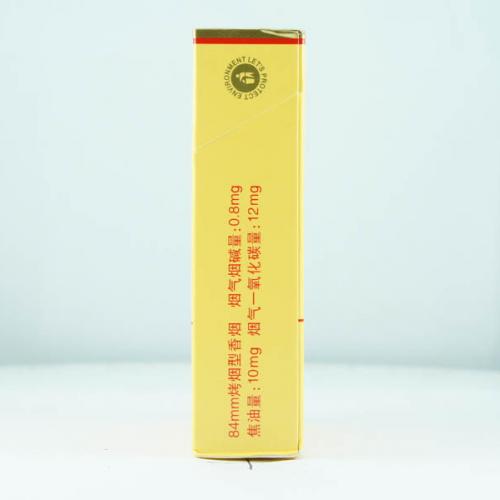 LET'S PROTECT ENVIRONMENT
84mm烤烟型香烟 烟气烟碱量:0.8mg
焦油量:10mg 烟气一氧化碳量:12mg